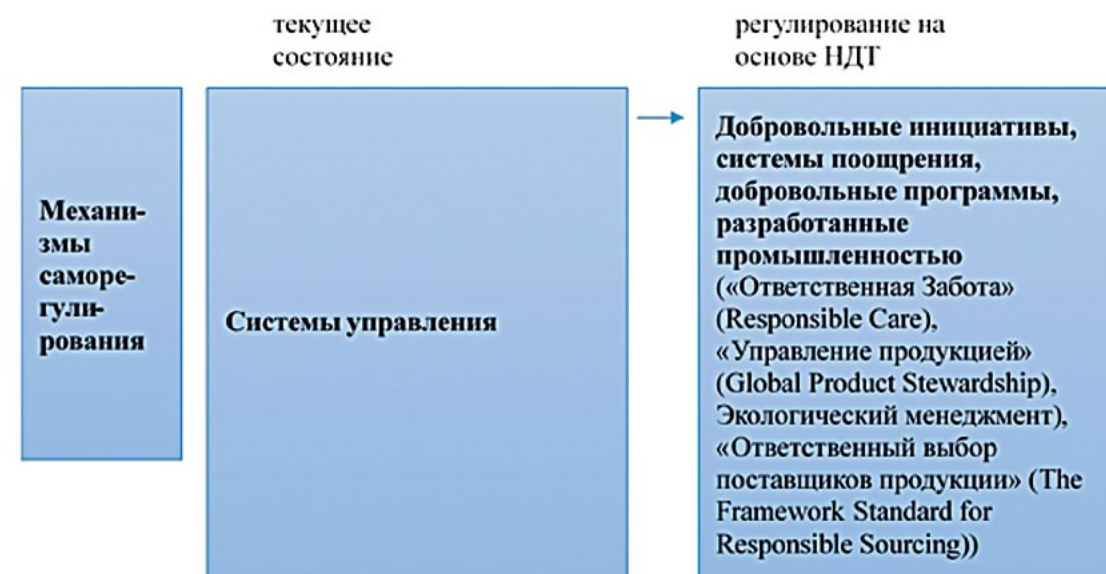 текущее
состояние
регулирование на
основе НДТ
Механи-
змы
саморе-
гули-
рования
Системы управления
Добровольные инициативы,
системы поощрения,
добровольные программы,
разработанные
промышленностью
(«Ответственная Забота»
(Responsible Care),
«Управление продукцией»
(Global Product Stewardship),
Экологический менеджмент),
«Ответственный выбор
поставщиков продукции» (The
Framework Standard for
Responsible Sourcing))